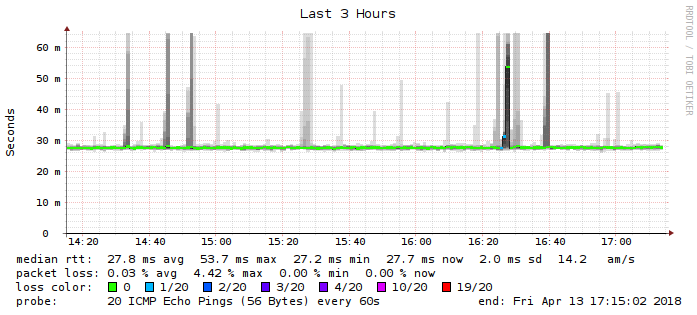 Last 3 Hours
RRDTOOL / TOBI OETIKER
Seconds
60 m
50 m
40 m
30 m
20 m
10 m
0
14:20 14:40 15:00 15:20 15:40 16:00 16:20 16:40 17:00
median rtt: 27.8 ms avg 53.7 ms max 27.2 ms min 27.7 ms now 2.0 ms sd 14.2 am/s
packet loss: 0.03 % avg 4.42 % max 0.00 % min 0.00 % now
loss color: 0 1/20 2/20 3/20 4/20 10/20 19/20
probe: 20 ICMP Echo Pings (56 Bytes) every 60s end: Fri Apr 13 17:15:02 2018